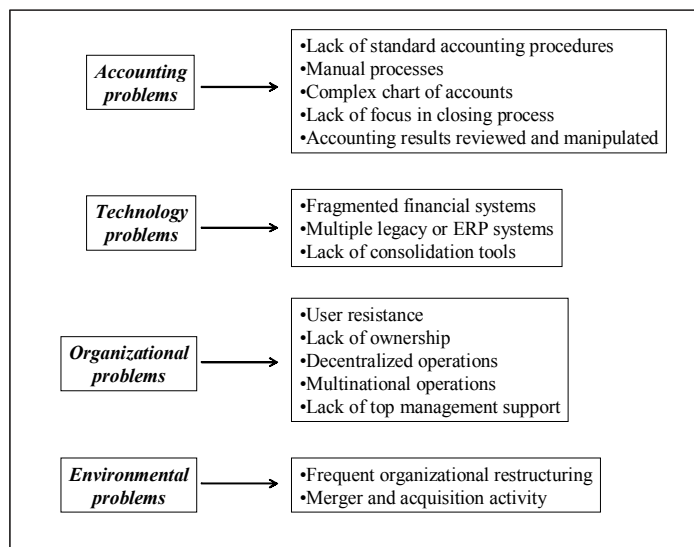 Accounting
problems
•Lack of standard accounting procedures
•Manual processes
•Complex chart of accounts
•Lack of focus in closing process
•Accounting results reviewed and manipulated
Technology
problems
•Fragmented financial systems
•Multiple legacy or ERP systems
•Lack of consolidation tools
Organizational
problems
•User resistance
•Lack of ownership
•Decentralized operations
•Multinational operations
•Lack of top management support
Environmental
problems
•Frequent organizational restructuring
•Merger and acquisition activity